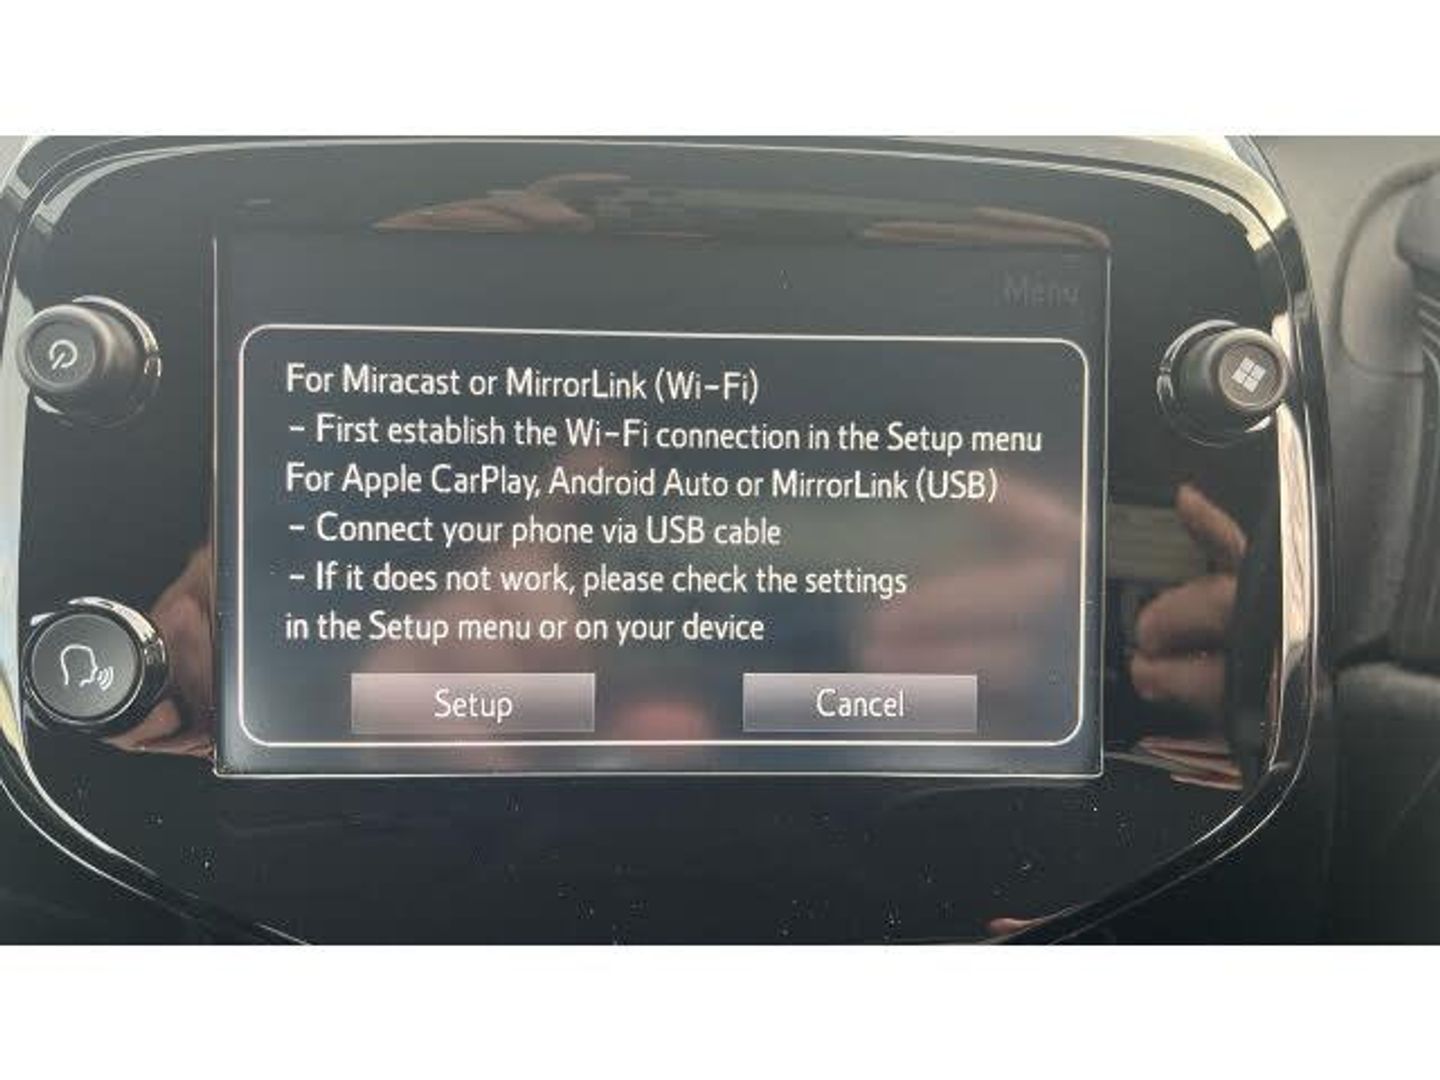 Menu
For Miracast or MirrorLink (Wi-Fi)
- First establish the Wi-Fi connection in the Setup menu
For Apple CarPlay, Android Auto or MirrorLink (USB)
- Connect your phone via USB cable
- If it does not work, please check the settings
in the Setup menu or on your device
Setup Cancel